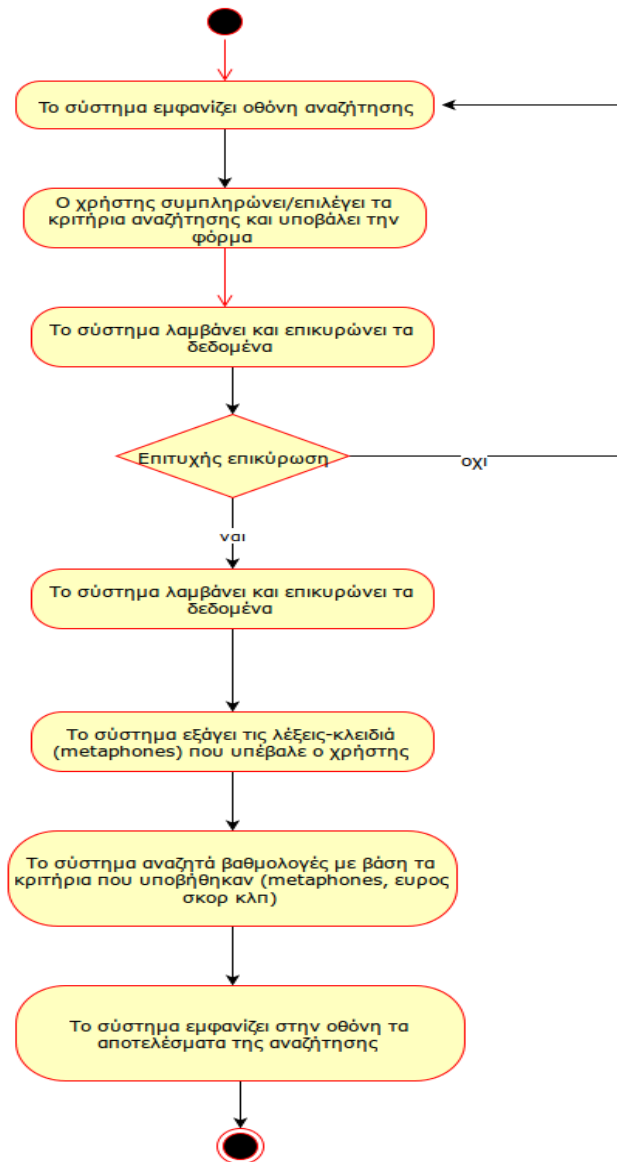 Το σύστημα εμφανίζει οθόνη αναζήτησης
Ο χρήστης συμπληρώνει/επιλέγει τα
κριτήρια αναζήτησης και υποβάλει την
φόρμα
Το σύστημα λαμβάνει και επικυρώνει τα
δεδομένα
Επιτυχής επικύρωση
οχι
ναι
Το σύστημα λαμβάνει και επικυρώνει τα
δεδομένα
Το σύστημα εξάγει τις λέξεις-κλειδιά
(metaphones) που υπέβαλε ο χρήστης
Το σύστημα αναζητά βαθμολογές με βάση τα
κριτήρια που υποβήθηκαν (metaphones, ευρος
σκορ κλπ)
Το σύστημα εμφανίζει στην οθόνη τα
αποτελέσματα της αναζήτησης